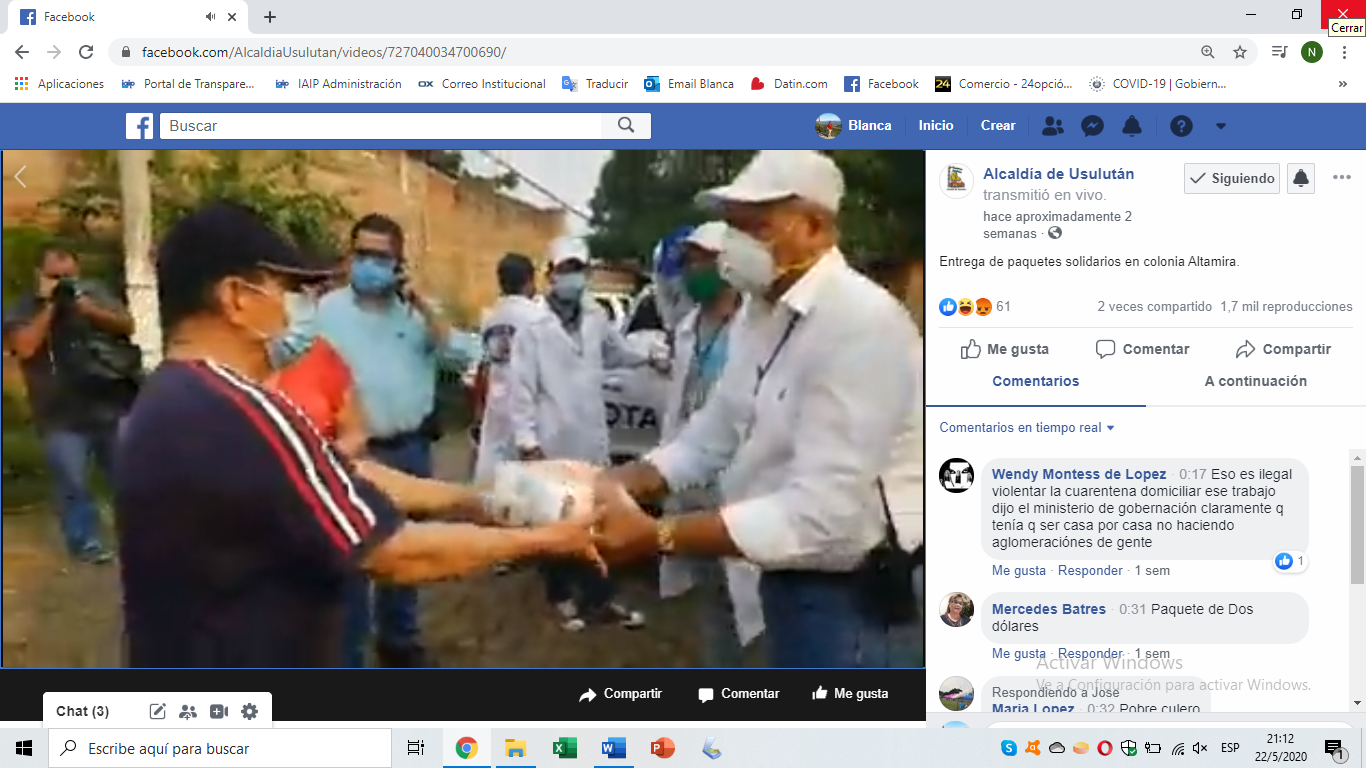 Facebook
Cerrar
facebook.com/AlcaldiaUsulutan/videos/727040034700690/
N
Aplicaciones
Portal de Transpare...
IAIP Administración
OX Correo Institucional
Traducir
Email Blanca
Datin.com
Facebook
24 Comercio - 24opció...
COVID-19 | Gobiern...
»
Buscar
Blanca
Inicio
Crear
Alcaldía de Usulután
transmitió en vivo.
hace aproximadamente 2
semanas ·
Siguiendo
Entrega de paquetes solidarios en colonia Altamira.
61
2 veces compartido 1,7 mil reproducciones
Me gusta
Comentar
Compartir
Comentarios
A continuación
Comentarios en tiempo real
Wendy Montess de Lopez · 0:17 Eso es ilegal
violentar la cuarentena domiciliar ese trabajo
dijo el ministerio de gobernación claramente q
tenía q ser casa por casa no haciendo
aglomeraciónes de gente
1
Me gusta · Responder · 1 sem
Mercedes Batres · 0:31 Paquete de Dos
dólares
Me gusta · Responder · 1 sem
Respondiendo a Jose
Maria Lopez · 0:32 Pobre culero
Activar Windows
Ve a Configuración para activar Windows.
OTA
Compartir
Comentar
Me gusta
Chat (3)
Escribe aquí para buscar
ESP
21:12
22/5/2020
1